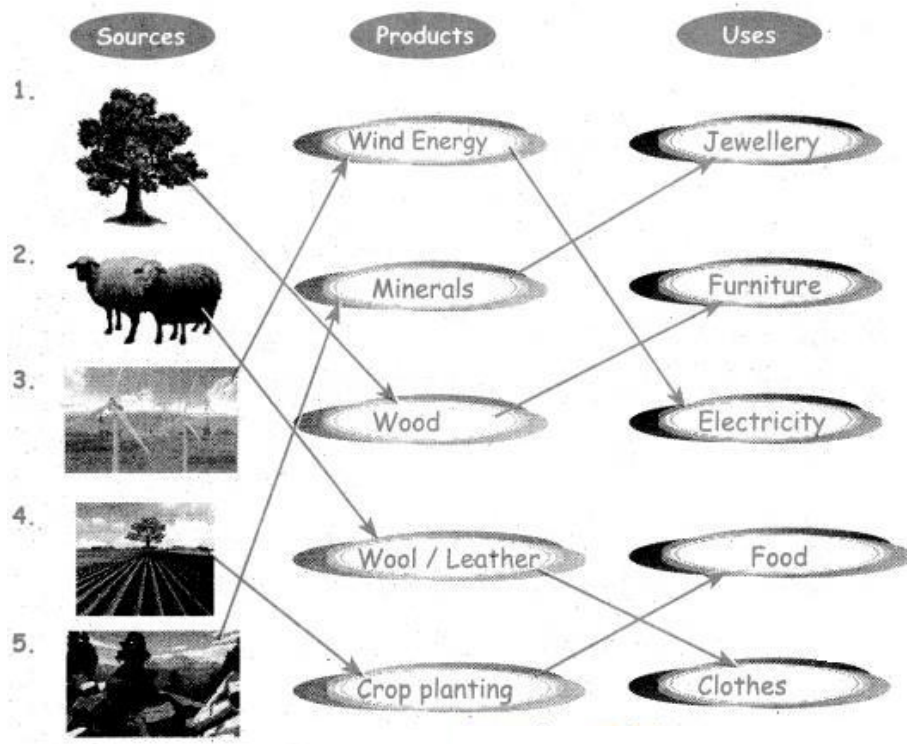 Sources Products Uses
1.
Wind Energy Jewellery
2.
Minerals Furniture
3.
Wood Electricity
4.
Wool / Leather Food
5.
Crop planting Clothes